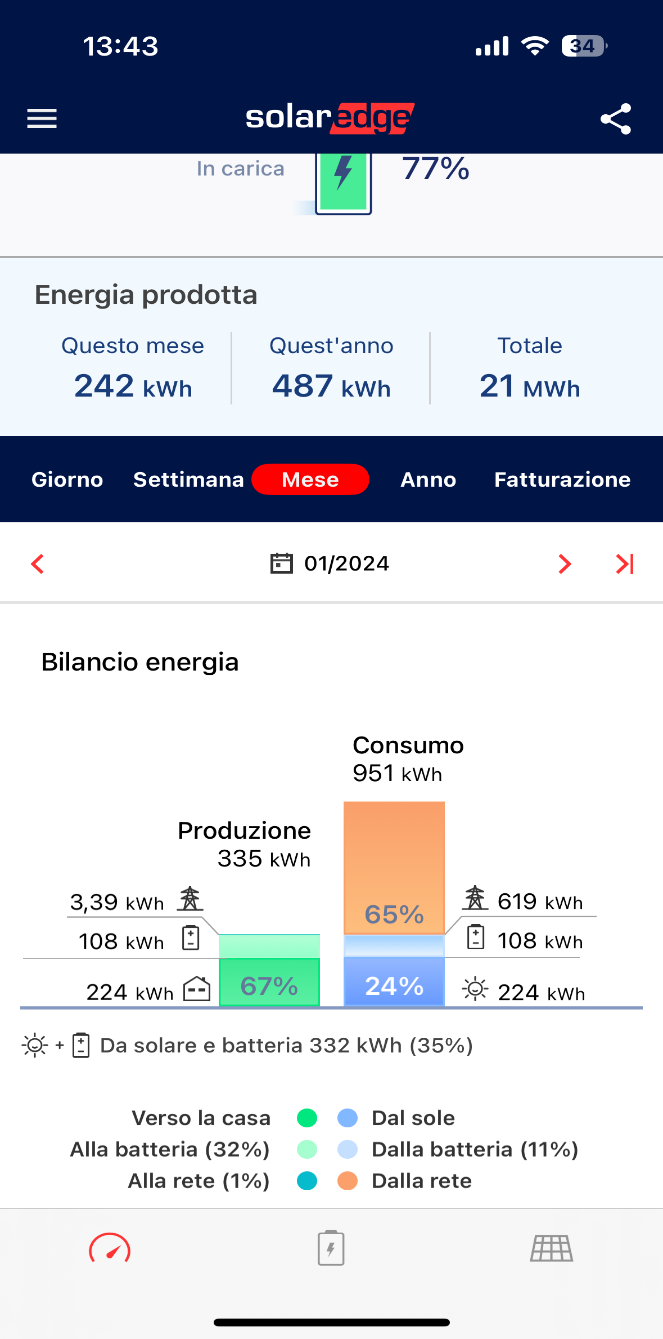 13:43
34
solaredge
In carica
77%
Energia prodotta
Questo mese
242 kWh
Quest'anno
487 kWh
Totale
21 MWh
Giorno Settimana Mese Anno Fatturazione
01/2024
Bilancio energia
Consumo
951 kWh
Produzione
335 kWh
3,39 kWh
108 kWh
224 kWh
67%
65%
24%
619 kWh
108 kWh
224 kWh
+ Da solare e batteria 332 kWh (35%)
Verso la casa
Dal sole
Alla batteria (32%)
Dalla batteria (11%)
Alla rete (1%)
Dalla rete